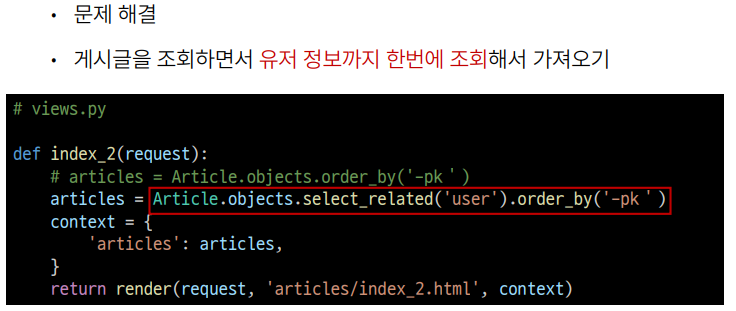 • 문제 해결
• 게시글을 조회하면서 유저 정보까지 한번에 조회해서 가져오기
# views.py
def index_2(request):
# articles = Article.objects.order_by('-pk')
articles = Article.objects.select_related('user').order_by('-pk')
context = {
'articles': articles,
}
return render(request, 'articles/index_2.html', context)